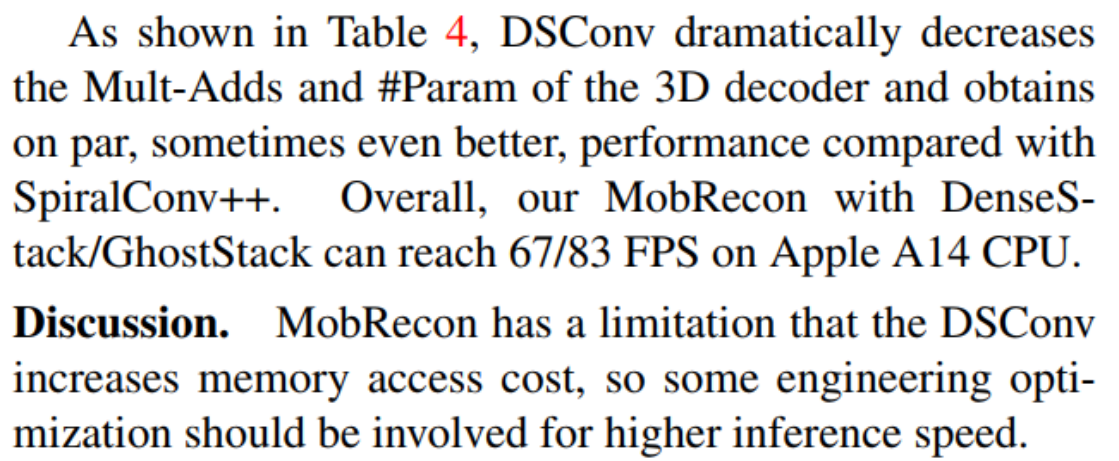 As shown in Table 4, DSConv dramatically decreases
the Mult-Adds and #Param of the 3D decoder and obtains
on par, sometimes even better, performance compared with
SpiralConv++. Overall, our MobRecon with DenseS-
tack/GhostStack can reach 67/83 FPS on Apple A14 CPU.
Discussion. MobRecon has a limitation that the DSConv
increases memory access cost, so some engineering opti-
mization should be involved for higher inference speed.